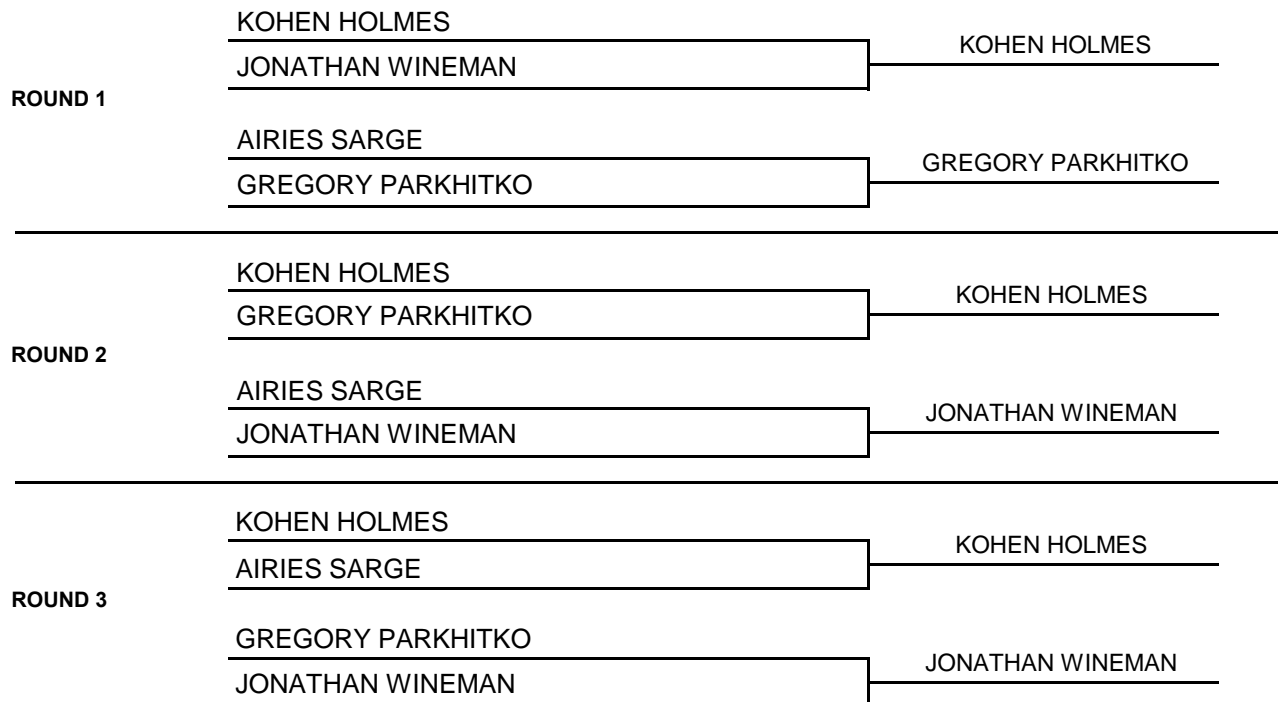 KOHEN HOLMES
KOHEN HOLMES
JONATHAN WINEMAN
ROUND 1
AIRIES SARGE
GREGORY PARKHITKO
GREGORY PARKHITKO
KOHEN HOLMES
KOHEN HOLMES
GREGORY PARKHITKO
ROUND 2
AIRIES SARGE
JONATHAN WINEMAN
JONATHAN WINEMAN
KOHEN HOLMES
KOHEN HOLMES
AIRIES SARGE
ROUND 3
GREGORY PARKHITKO
JONATHAN WINEMAN
JONATHAN WINEMAN